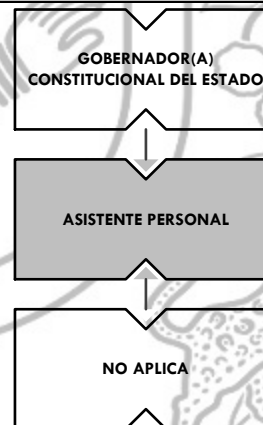 GOBERNADOR(A)
CONSTITUCIONAL DEL ESTADO
ASISTENTE PERSONAL
NO APLICA